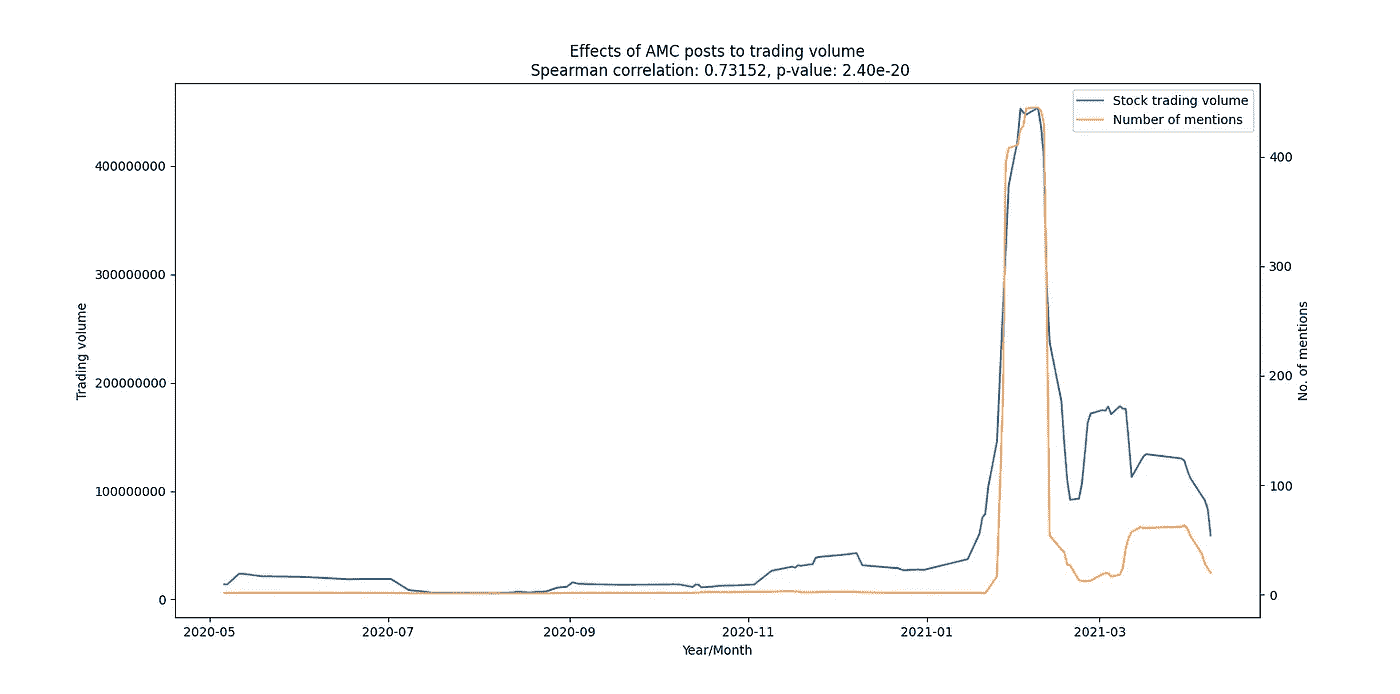 Effects of AMC posts to trading volume
Spearman correlation: 0.73152, p-value: 2.40e-20
Stock trading volume
Number of mentions
400000000
300000000
200000000
100000000
0
Trading volume
400
300
200
100
0
No. of mentions
2020-05
2020-07
2020-09
2020-11
2021-01
2021-03
Year/Month